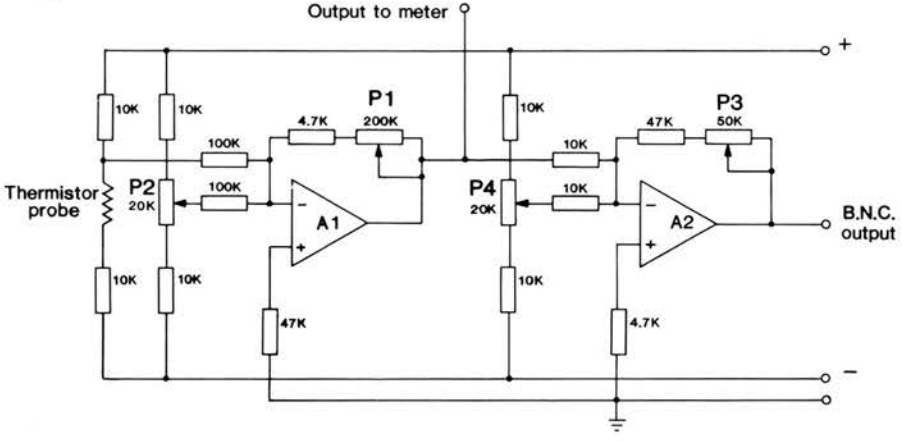 Output to meter
+
10K
10K
10K
P1
200K
4.7K
P3
50K
47K
100K
10K
Thermistor
probe
P2
20K
100K
P4
20K
10K
−
+
A1
−
+
A2
B.N.C.
output
10K
10K
10K
47K
4.7K
−